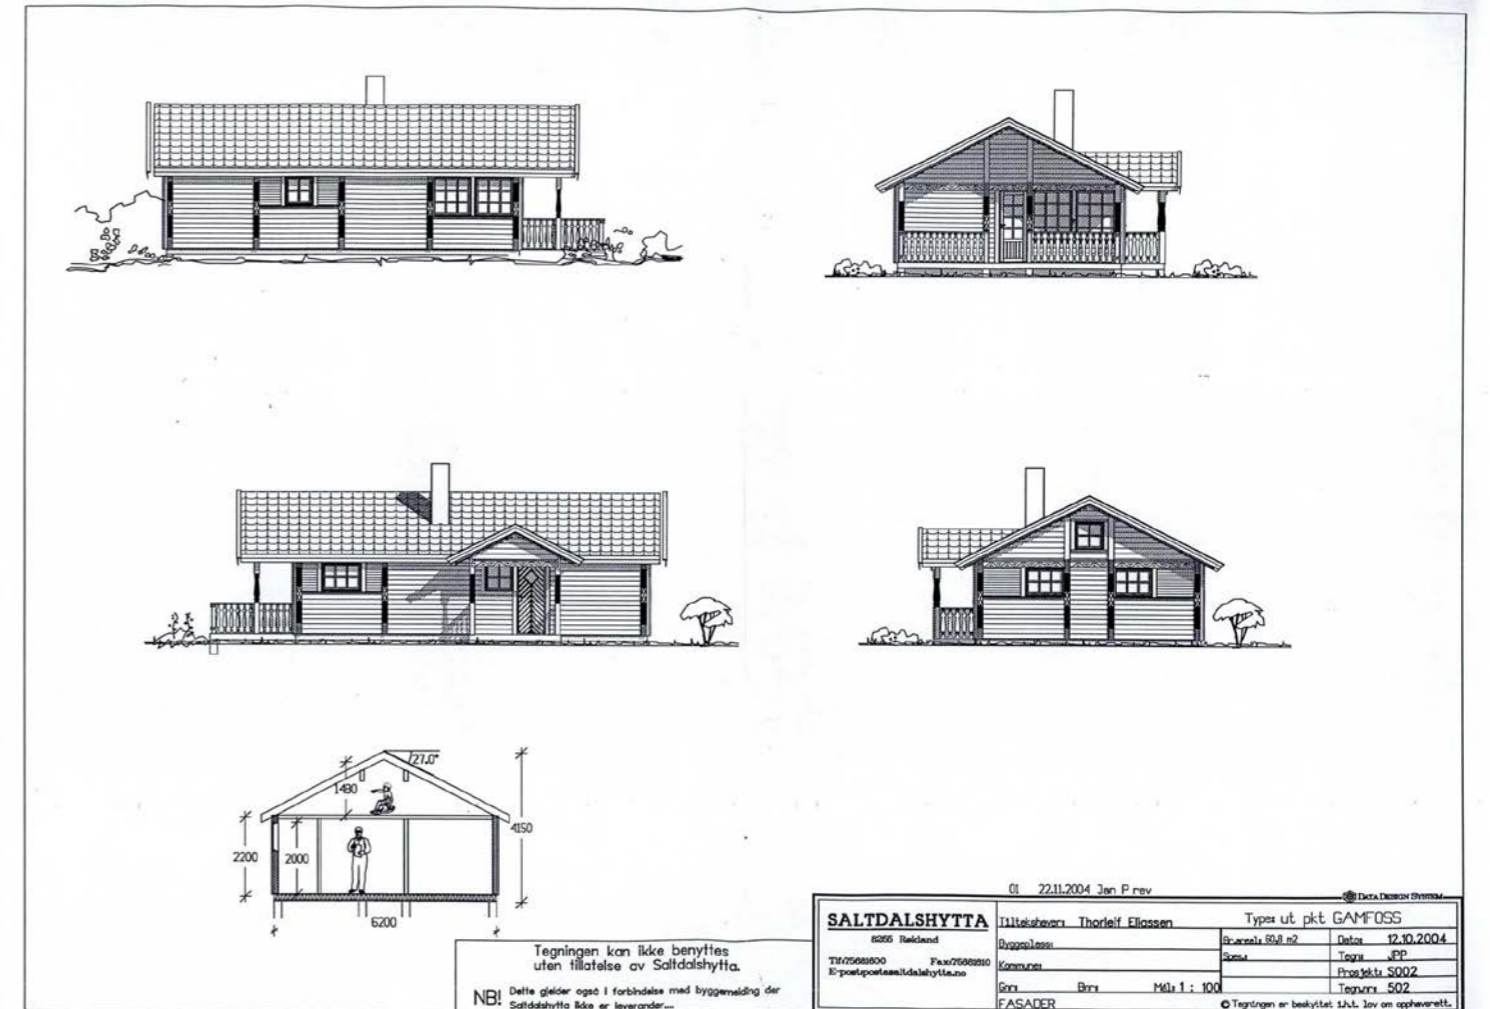 27.0°
1480
4150
2200
2000
6200
Tegningen kan ikke benyttes
uten tillatelse av Saltdalshytta.
NB! Dette gjelder også i forbindelse med byggemelding der
Saltdalshytta ikke er leverandør...
01 22.11.2004 Jan P rev
DATA DESIGN SYSTEM
SALTDALSHYTTA
8255 Røkland
Tlf:75681600 Fax:75681610
E-post:post@saltdalshytta.no
Tiltakshaver: Thorleif Eliassen
Byggeplass:
Kommune:
Gnr: Bnr: Mål: 1 : 100
FASADER
Type: ut pkt GAMFOSS
Br.areal: 60,8 m2
Dato: 12.10.2004
Tegn: JPP
Prosjekt: S002
Tegn.nr: 502
© Tegningen er beskyttet i.h.t. lov om opphavsrett.